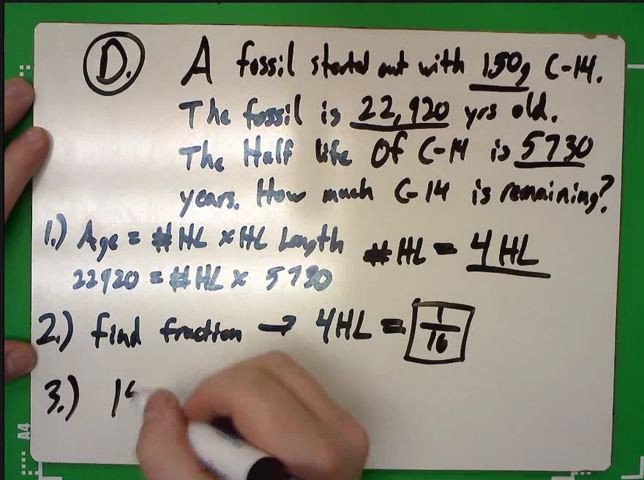 D. A fossil started out with 150g C-14.
The fossil is 22,920 yrs old.
The Half life Of C-14 is 5730
years. How much C-14 is remaining?
1.) Age = # HL x HL Length
22920 = # HL x 5730
# HL = 4 HL
2.) find fraction → 4HL = 1/16
3.) 1
A4